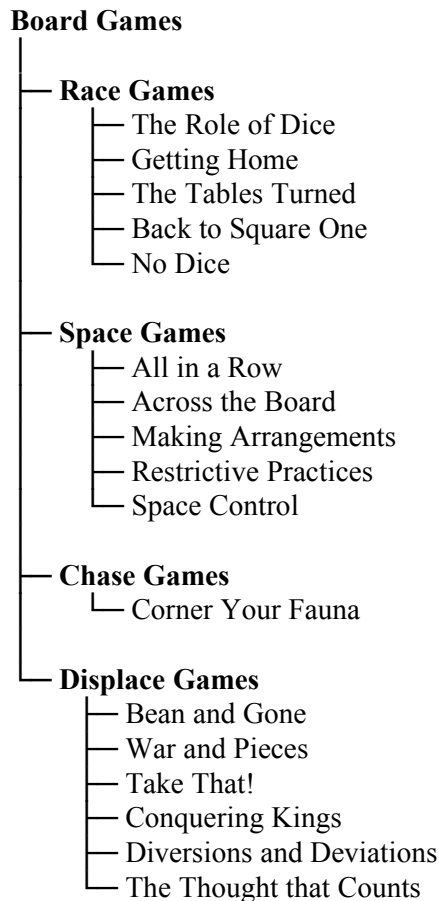 Board Games
Race Games
The Role of Dice
Getting Home
The Tables Turned
Back to Square One
No Dice
Space Games
All in a Row
Across the Board
Making Arrangements
Restrictive Practices
Space Control
Chase Games
Corner Your Fauna
Displace Games
Bean and Gone
War and Pieces
Take That!
Conquering Kings
Diversions and Deviations
The Thought that Counts